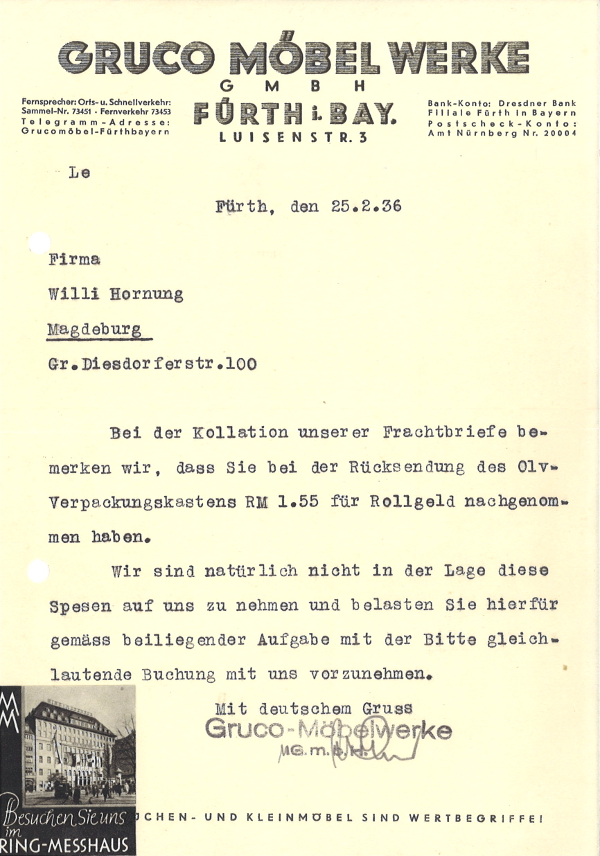 GRUCO MÖBEL WERKE
GMBH
FÜRTH i. BAY.
LUISENSTR. 3
Fernsprecher: Orts- u. Schnellverkehr:
Sammel-Nr. 73451 · Fernverkehr 73453
Telegramm-Adresse:
Grucomöbel-Fürthbayern
Bank-Konto: Dresdner Bank
Filiale Fürth in Bayern
Postscheck-Konto:
Amt Nürnberg Nr. 20004
Le
Fürth, den 25.2.36
Firma
Willi Hornung
Magdeburg
Gr.Diesdorferstr.100
Bei der Kollation unserer Frachtbriefe be-
merken wir, dass Sie bei der Rücksendung des Olv-
Verpackungskastens RM 1.55 für Rollgeld nachgenom-
men haben.
Wir sind natürlich nicht in der Lage diese
Spesen auf uns zu nehmen und belasten Sie hierfür
gemäss beiliegender Aufgabe mit der Bitte gleich-
lautende Buchung mit uns vorzunehmen.
Mit deutschem Gruss
Gruco-Möbelwerke
G.m.b.H.
MM
Besuchen Sie uns
im
RING-MESSHAUS
ÜCHEN- UND KLEINMÖBEL SIND WERTBEGRIFFE!